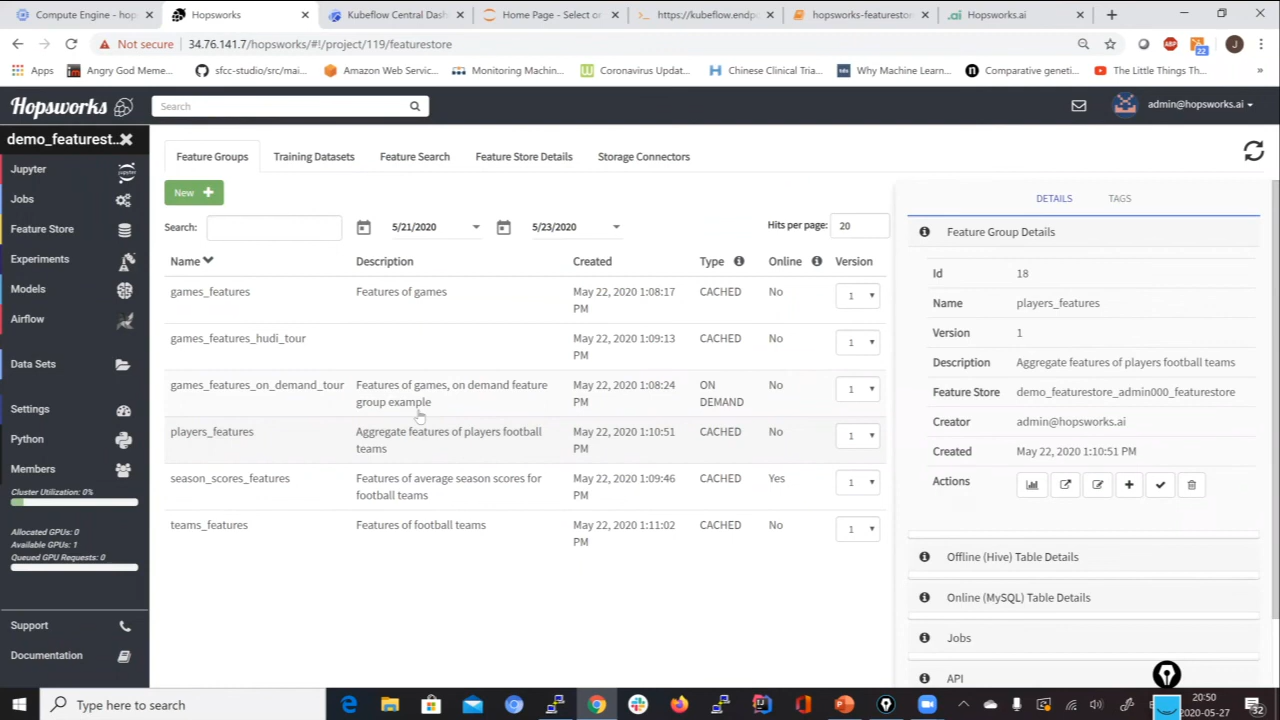 Compute Engine - hop
Hopsworks
Kubeflow Central Dash
Home Page - Select or
https://kubeflow.endp
hopsworks-featurestor
Hopsworks.ai
Not secure
34.76.141.7/hopsworks/#!/project/119/featurestore
22
J
Apps
Angry God Meme...
sfcc-studio/src/mai...
Amazon Web Servic...
Monitoring Machin...
Coronavirus Updat...
Chinese Clinical Tria...
Why Machine Learn...
Comparative geneti...
The Little Things Th...
Hopsworks
Search
admin@hopsworks.ai
demo_featurest..
Jupyter
Jobs
Feature Store
Experiments
Models
Airflow
Data Sets
Settings
Python
Members
Cluster Utilization: 0%
Allocated GPUs: 0
Available GPUs: 1
Queued GPU Requests: 0
Support
Documentation
Feature Groups
Training Datasets
Feature Search
Feature Store Details
Storage Connectors
New
Search:
5/21/2020
5/23/2020
Hits per page:
20
Name
Description
Created
Type
Online
Version
games_features
Features of games
May 22, 2020 1:08:17
PM
CACHED
No
1
games_features_hudi_tour
May 22, 2020 1:09:13
PM
CACHED
No
1
games_features_on_demand_tour
Features of games, on demand feature
group example
May 22, 2020 1:08:24
PM
ON
DEMAND
No
1
players_features
Aggregate features of players football
teams
May 22, 2020 1:10:51
PM
CACHED
No
1
season_scores_features
Features of average season scores for
football teams
May 22, 2020 1:09:46
PM
CACHED
Yes
1
teams_features
Features of football teams
May 22, 2020 1:11:02
PM
CACHED
No
1
DETAILS
TAGS
Feature Group Details
Id
18
Name
players_features
Version
1
Description
Aggregate features of players football teams
Feature Store
demo_featurestore_admin000_featurestore
Creator
admin@hopsworks.ai
Created
May 22, 2020 1:10:51 PM
Actions
Offline (Hive) Table Details
Online (MySQL) Table Details
Jobs
API
Type here to search
20:50
2020-05-27
32